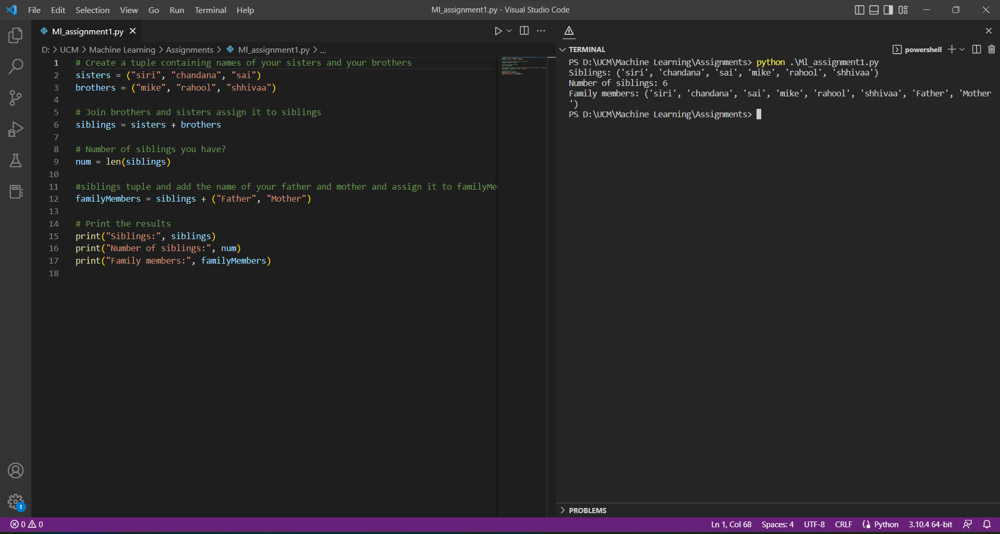 File Edit Selection View Go Run Terminal Help
Ml_assignment1.py - Visual Studio Code
Ml_assignment1.py
D: > UCM > Machine Learning > Assignments > Ml_assignment1.py > ...
1 # Create a tuple containing names of your sisters and your brothers
2 sisters = ("siri", "chandana", "sai")
3 brothers = ("mike", "rahool", "shhivaa")
4
5 # Join brothers and sisters assign it to siblings
6 siblings = sisters + brothers
7
8 # Number of siblings you have?
9 num = len(siblings)
10
11 #siblings tuple and add the name of your father and mother and assign it to familyMe
12 familyMembers = siblings + ("Father", "Mother")
13
14 # Print the results
15 print("Siblings:", siblings)
16 print("Number of siblings:", num)
17 print("Family members:", familyMembers)
18
TERMINAL
powershell
PS D:\UCM\Machine Learning\Assignments> python .\Ml_assignment1.py
Siblings: ('siri', 'chandana', 'sai', 'mike', 'rahool', 'shhivaa')
Number of siblings: 6
Family members: ('siri', 'chandana', 'sai', 'mike', 'rahool', 'shhivaa', 'Father', 'Mother
')
PS D:\UCM\Machine Learning\Assignments>
PROBLEMS
1
0 0
Ln 1, Col 68 Spaces: 4 UTF-8 CRLF Python 3.10.4 64-bit